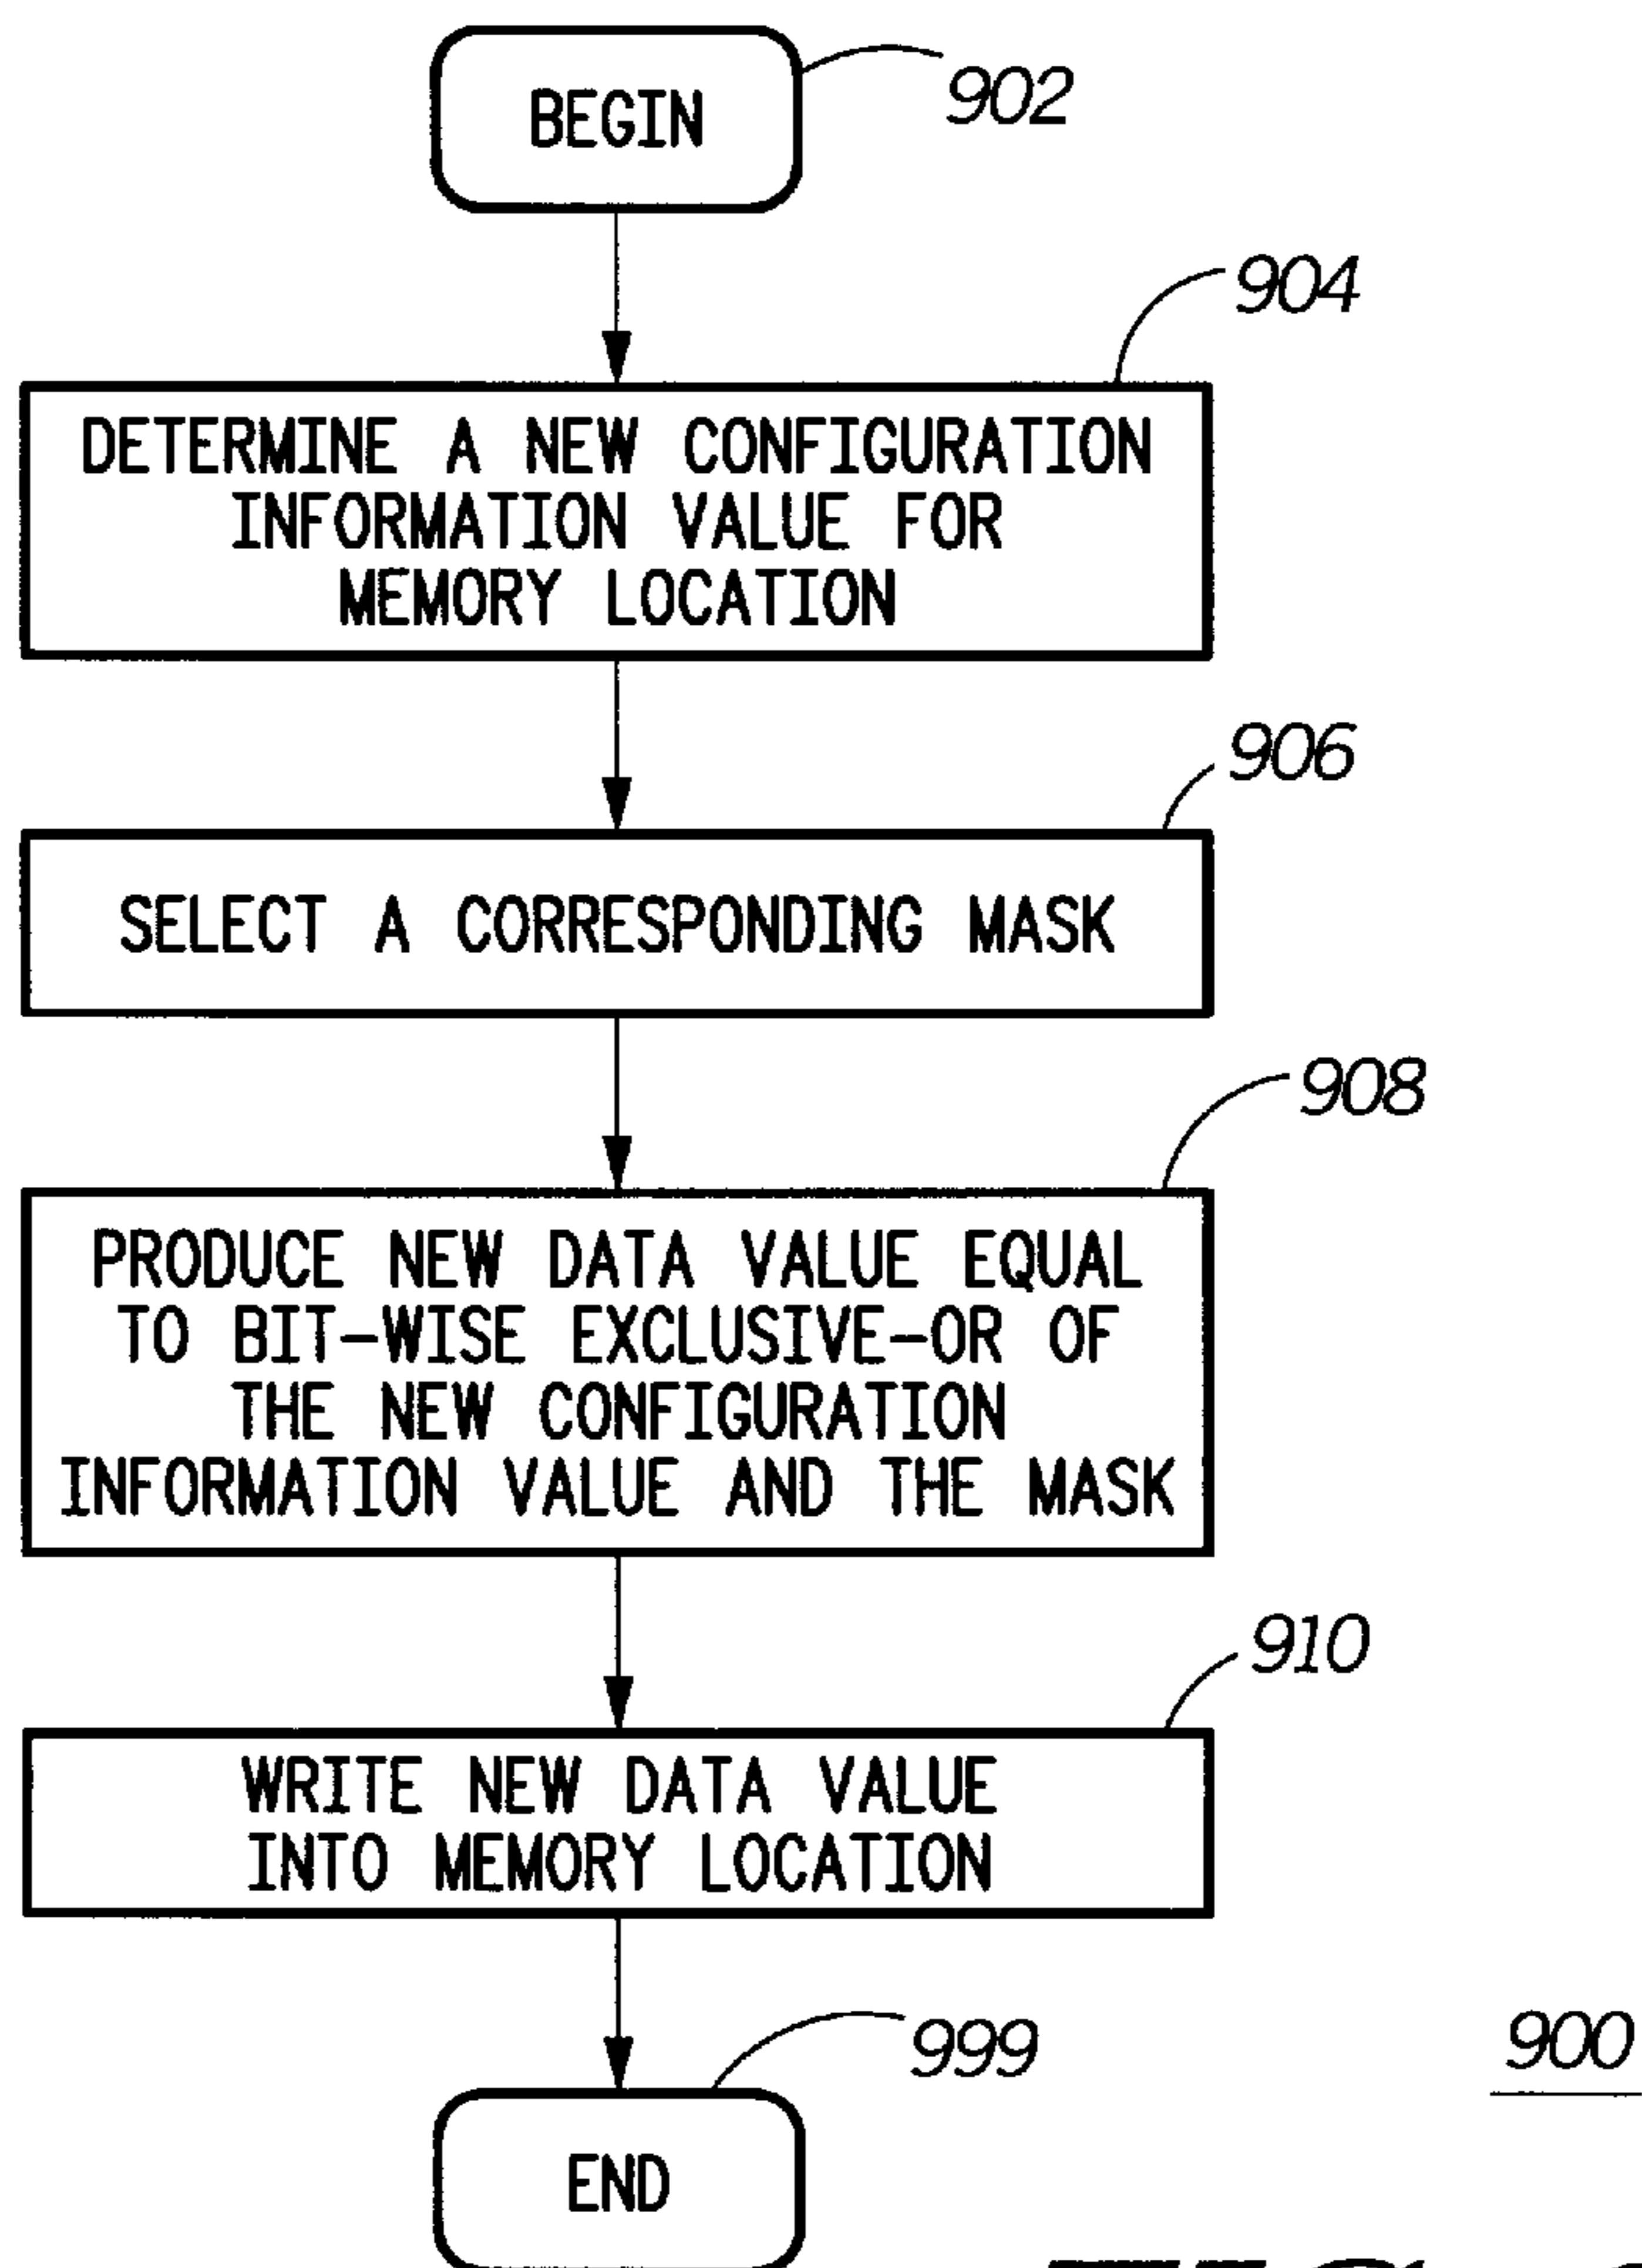 BEGIN
902
904
DETERMINE A NEW CONFIGURATION
INFORMATION VALUE FOR
MEMORY LOCATION
906
SELECT A CORRESPONDING MASK
908
PRODUCE NEW DATA VALUE EQUAL
TO BIT-WISE EXCLUSIVE-OR OF
THE NEW CONFIGURATION
INFORMATION VALUE AND THE MASK
910
WRITE NEW DATA VALUE
INTO MEMORY LOCATION
999
900
END